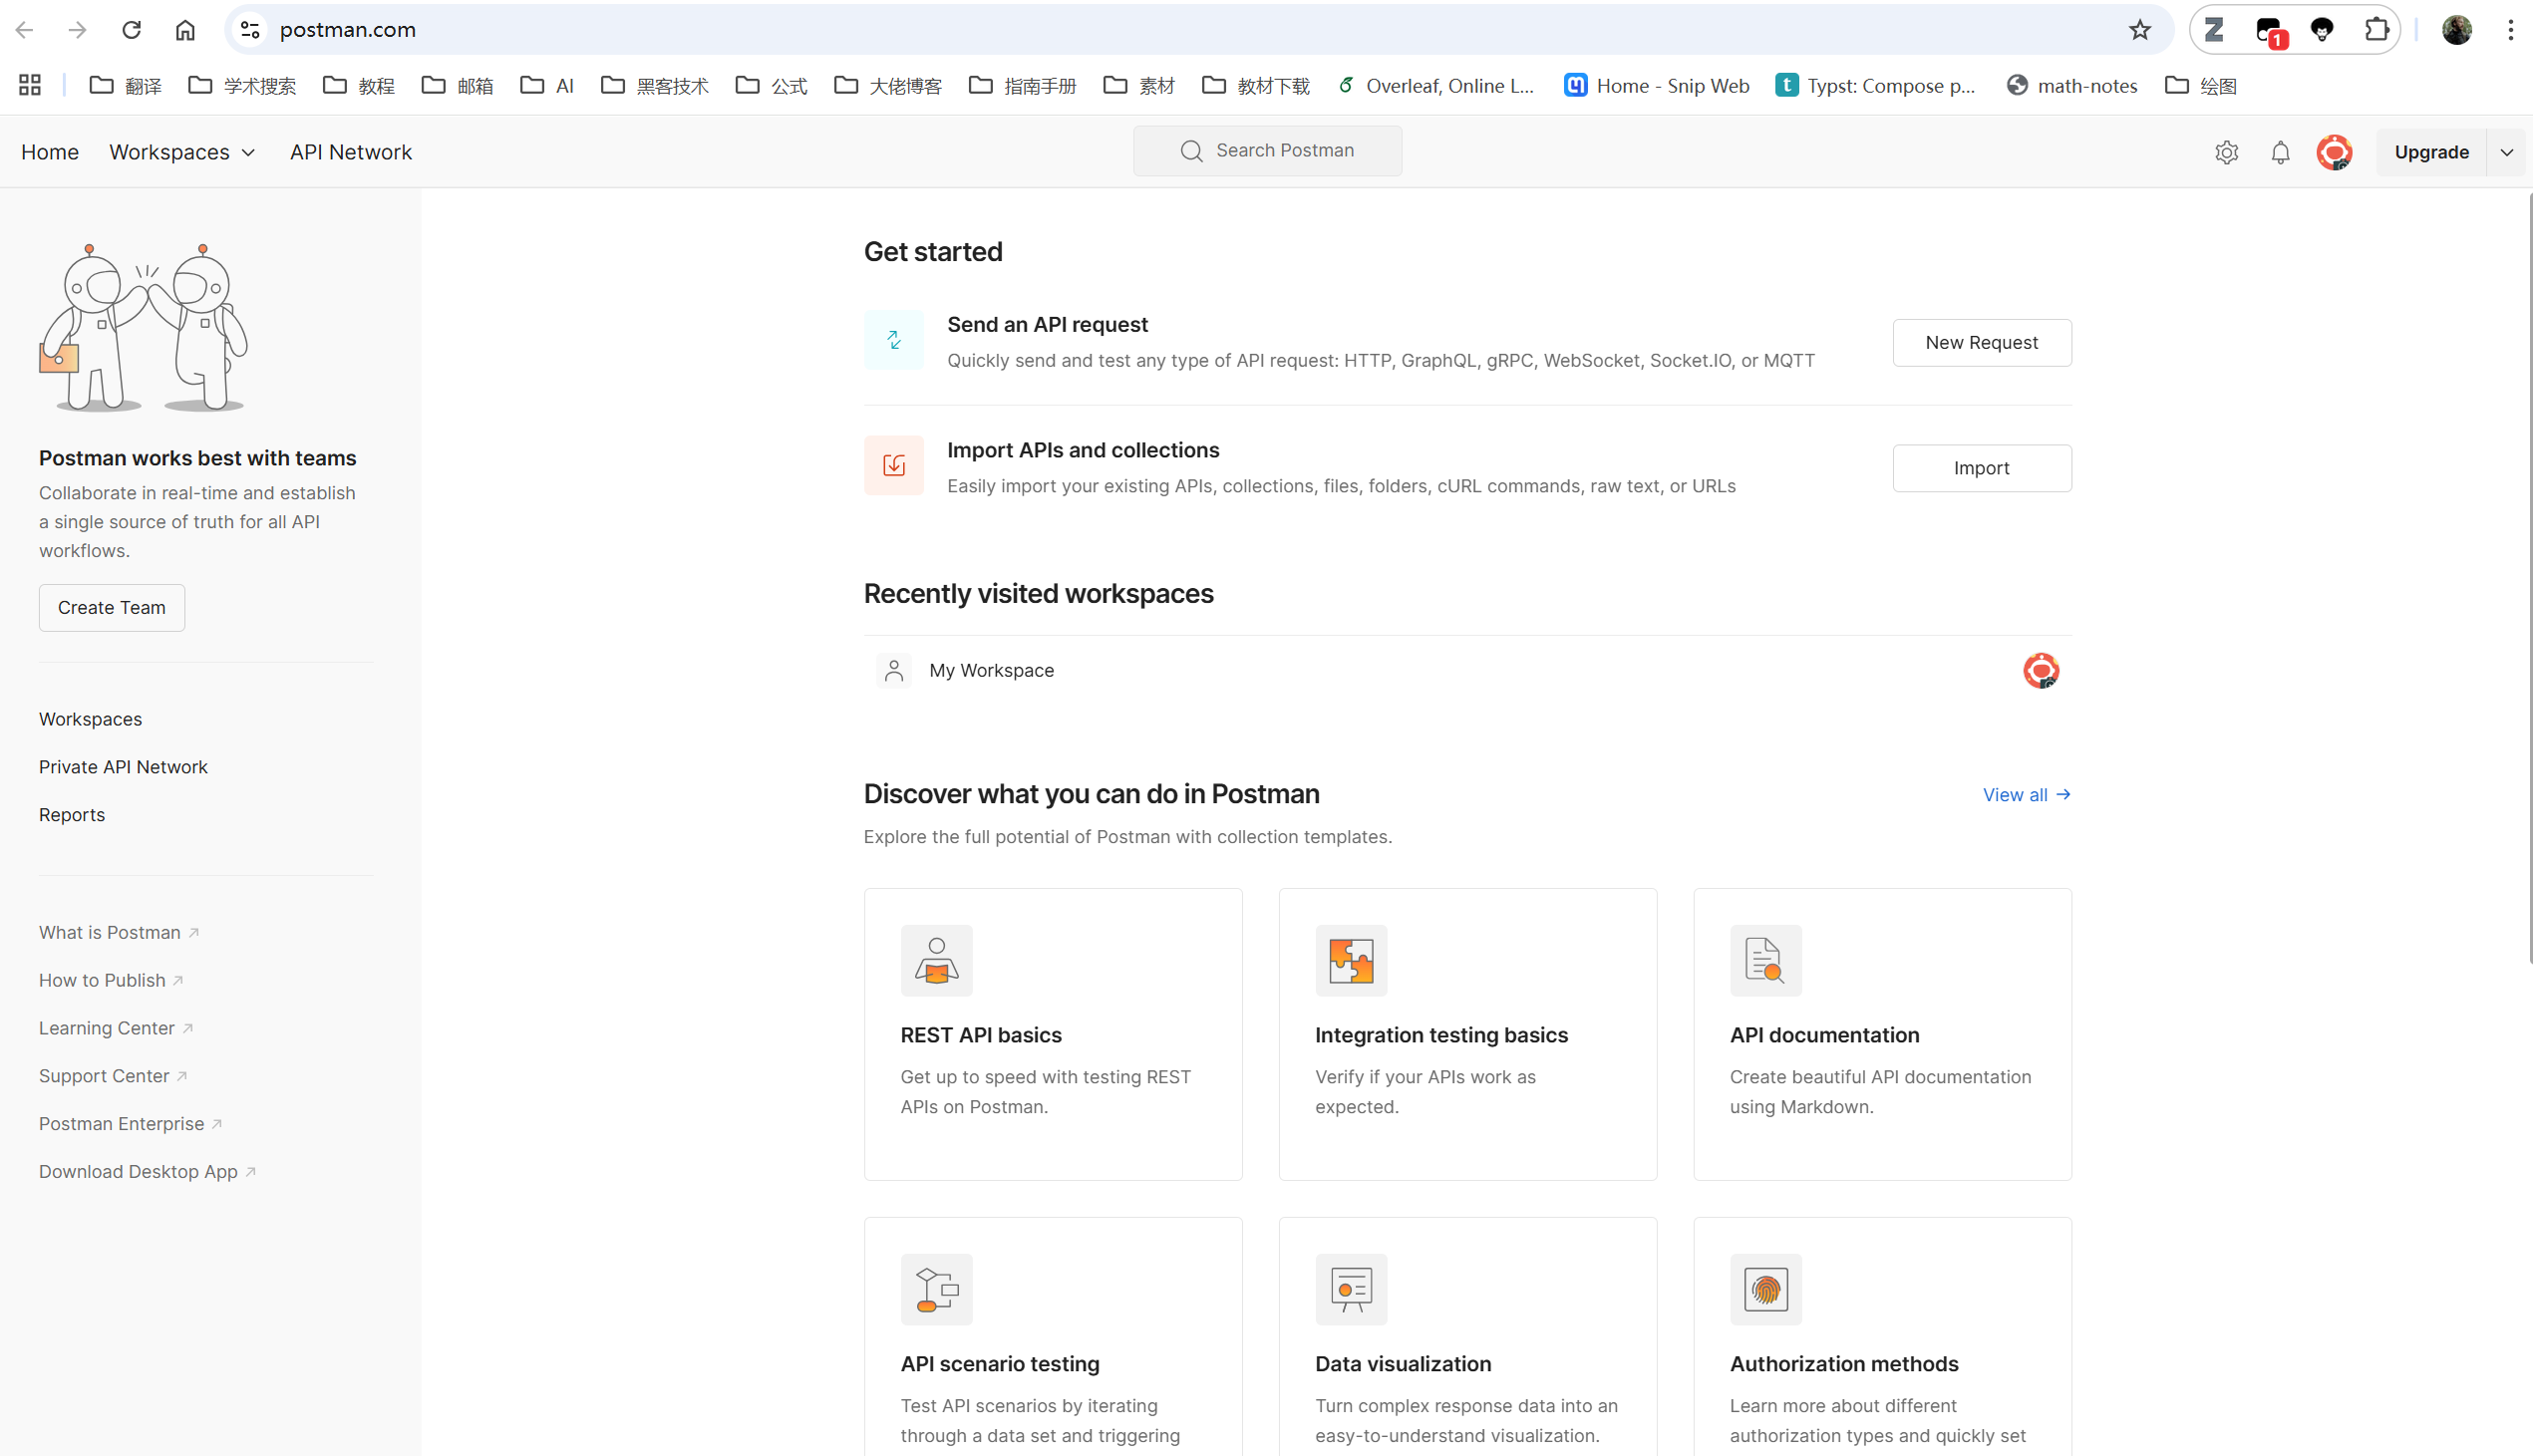 postman.com
1
翻译
学术搜索
教程
邮箱
AI
黑客技术
公式
大佬博客
指南手册
素材
教材下载
Overleaf, Online L...
Home - Snip Web
Typst: Compose p...
math-notes
绘图
Home
Workspaces
API Network
Search Postman
Upgrade
Postman works best with teams
Collaborate in real-time and establish
a single source of truth for all API
workflows.
Create Team
Workspaces
Private API Network
Reports
What is Postman
How to Publish
Learning Center
Support Center
Postman Enterprise
Download Desktop App
Get started
Send an API request
Quickly send and test any type of API request: HTTP, GraphQL, gRPC, WebSocket, Socket.IO, or MQTT
New Request
Import APIs and collections
Easily import your existing APIs, collections, files, folders, cURL commands, raw text, or URLs
Import
Recently visited workspaces
My Workspace
Discover what you can do in Postman
View all
Explore the full potential of Postman with collection templates.
REST API basics
Get up to speed with testing REST
APIs on Postman.
Integration testing basics
Verify if your APIs work as
expected.
API documentation
Create beautiful API documentation
using Markdown.
API scenario testing
Test API scenarios by iterating
through a data set and triggering
Data visualization
Turn complex response data into an
easy-to-understand visualization.
Authorization methods
Learn more about different
authorization types and quickly set